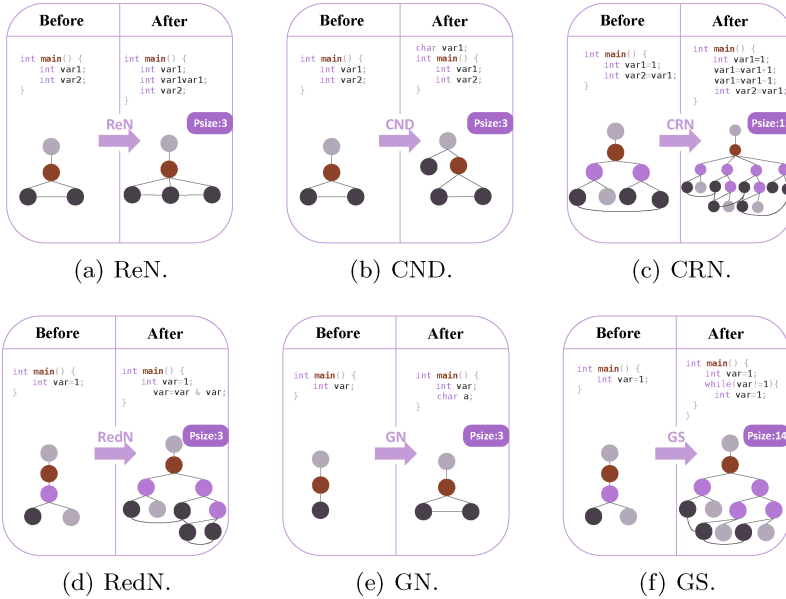 Before After
int main() {
int var1;
int var2;
}
int main() {
int var1;
int var1var1;
int var2;
}
ReN
Psize:3
(a) ReN.
Before After
int main() {
int var1;
int var2;
}
char var1;
int main() {
int var1;
int var2;
}
CND
Psize:3
(b) CND.
Before After
int main() {
int var1=1;
int var2=var1;
}
int main() {
int var1=1;
var1=var1+1;
var1=var1-1;
int var2=var1;
}
CRN
(c) CRN.
Before After
int main() {
int var=1;
}
int main() {
int var=1;
var=var & var;
}
RedN
Psize:3
(d) RedN.
Before After
int main() {
int var;
}
int main() {
int var;
char a;
}
GN
Psize:3
(e) GN.
Before After
int main() {
int var=1;
}
int main() {
int var=1;
while(var!=1){
int var=1;
}
}
GS
Psize:14
(f) GS.